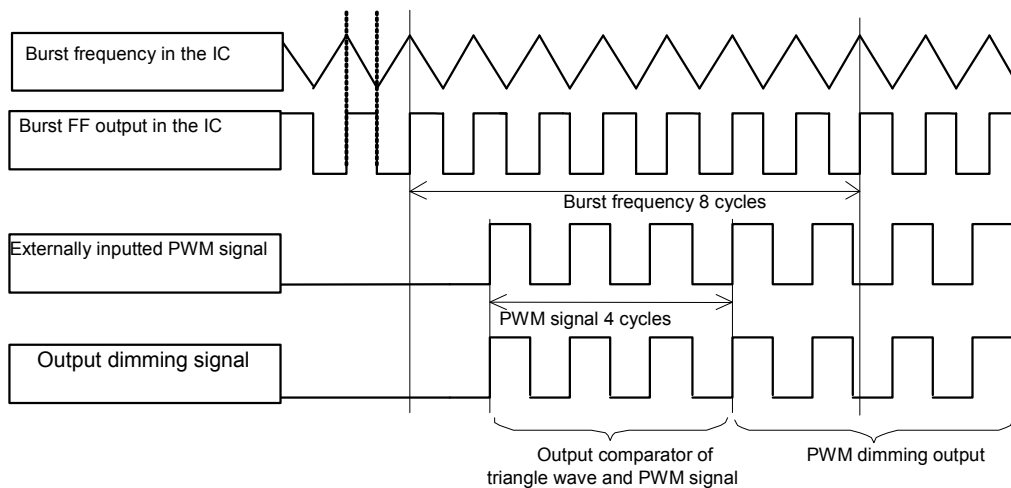 Burst frequency in the IC
Burst FF output in the IC
Burst frequency 8 cycles
Externally inputted PWM signal
PWM signal 4 cycles
Output dimming signal
Output comparator of
triangle wave and PWM signal
PWM dimming output